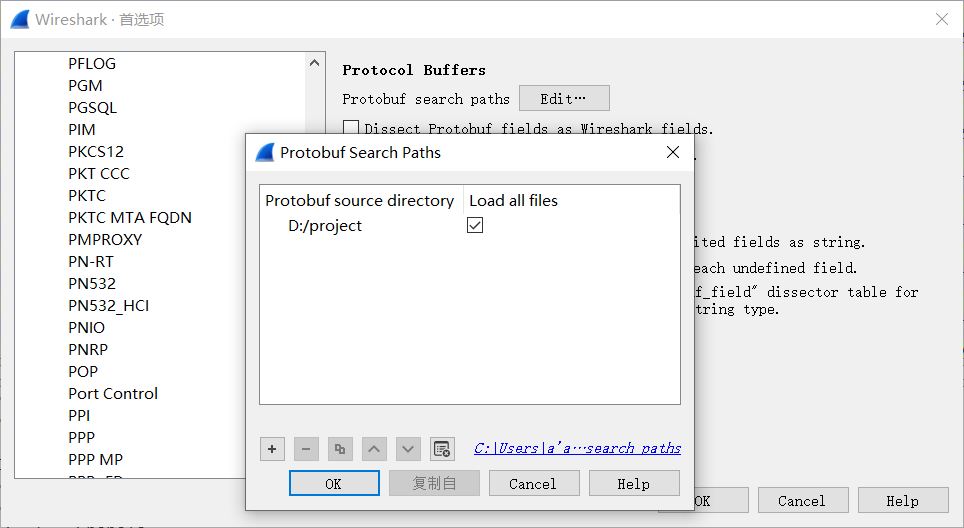 Wireshark · 首选项
PFLOG
PGM
PGSQL
PIM
PKCS12
PKT CCC
PKTC
PKTC MTA FQDN
PMPROXY
PN-RT
PN532
PN532_HCI
PNIO
PNRP
POP
Port Control
PPI
PPP
PPP MP
Protocol Buffers
Protobuf search paths Edit…
Dissect Protobuf fields as Wireshark fields.
Protobuf Search Paths
Protobuf source directory Load all files
D:/project
ited fields as string.
each undefined field.
f_field" dissector table for
tring type.
C:|Users|a'a…search paths
OK 复制自 Cancel Help
OK Cancel Help